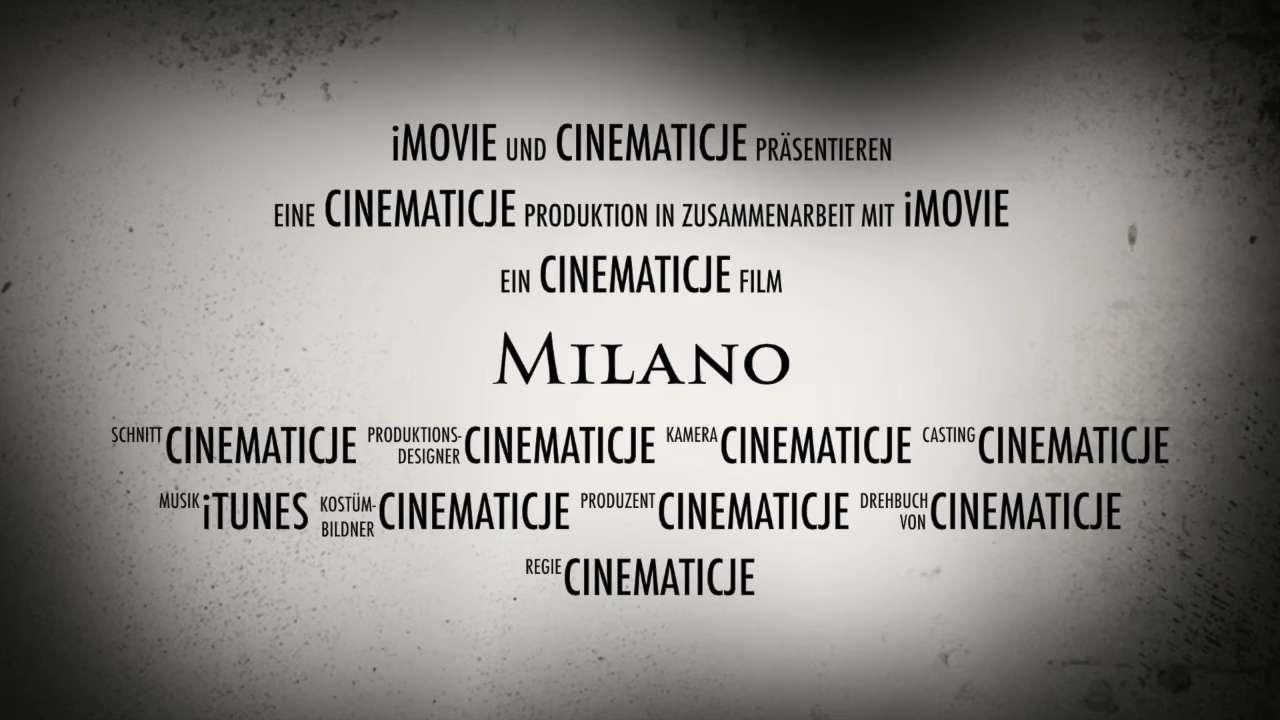 iMOVIE UND CINEMATICJE PRÄSENTIEREN
EINE CINEMATICJE PRODUKTION IN ZUSAMMENARBEIT MIT iMOVIE
EIN CINEMATICJE FILM
MILANO
SCHNITT CINEMATICJE PRODUKTIONS-DESIGNER CINEMATICJE KAMERA CINEMATICJE CASTING CINEMATICJE
MUSIK iTUNES KOSTÜM-BILDNER CINEMATICJE PRODUZENT CINEMATICJE DREHBUCH VON CINEMATICJE
REGIE CINEMATICJE